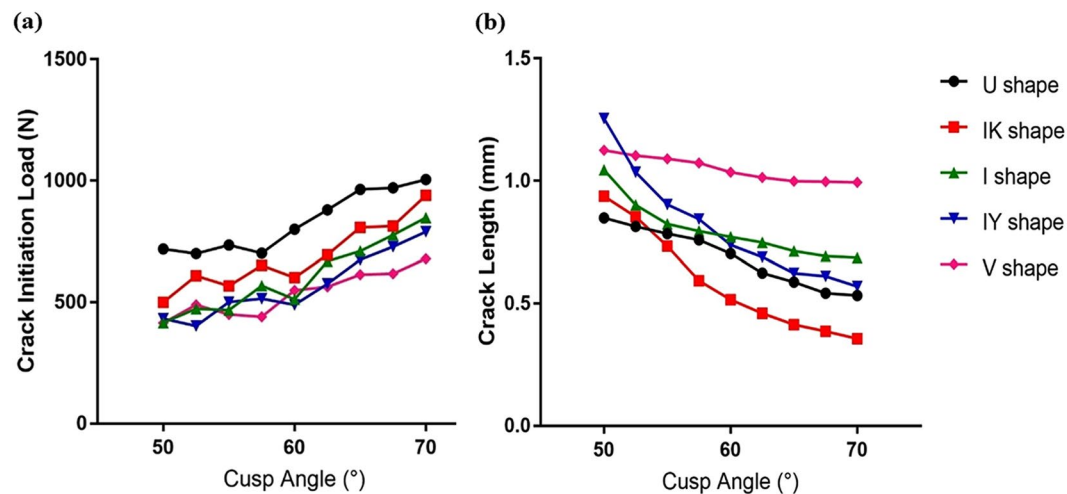 (a)
Crack Initiation Load (N)
1500
1000
500
0
50
60
70
Cusp Angle (°)
(b)
Crack Length (mm)
1.5
1.0
0.5
0.0
50
60
70
Cusp Angle (°)
U shape
IK shape
I shape
IY shape
V shape